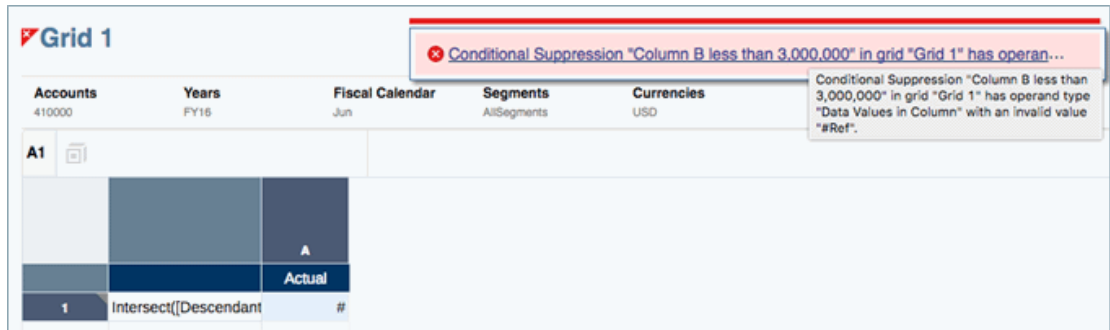 Grid 1
Conditional Suppression "Column B less than 3,000,000" in grid "Grid 1" has operan...
Conditional Suppression "Column B less than
3,000,000" in grid "Grid 1" has operand type
"Data Values in Column" with an invalid value
"#Ref".
Accounts Years Fiscal Calendar Segments Currencies
410000 FY16 Jun AllSegments USD
A1
A
Actual
1 Intersect([Descendant #